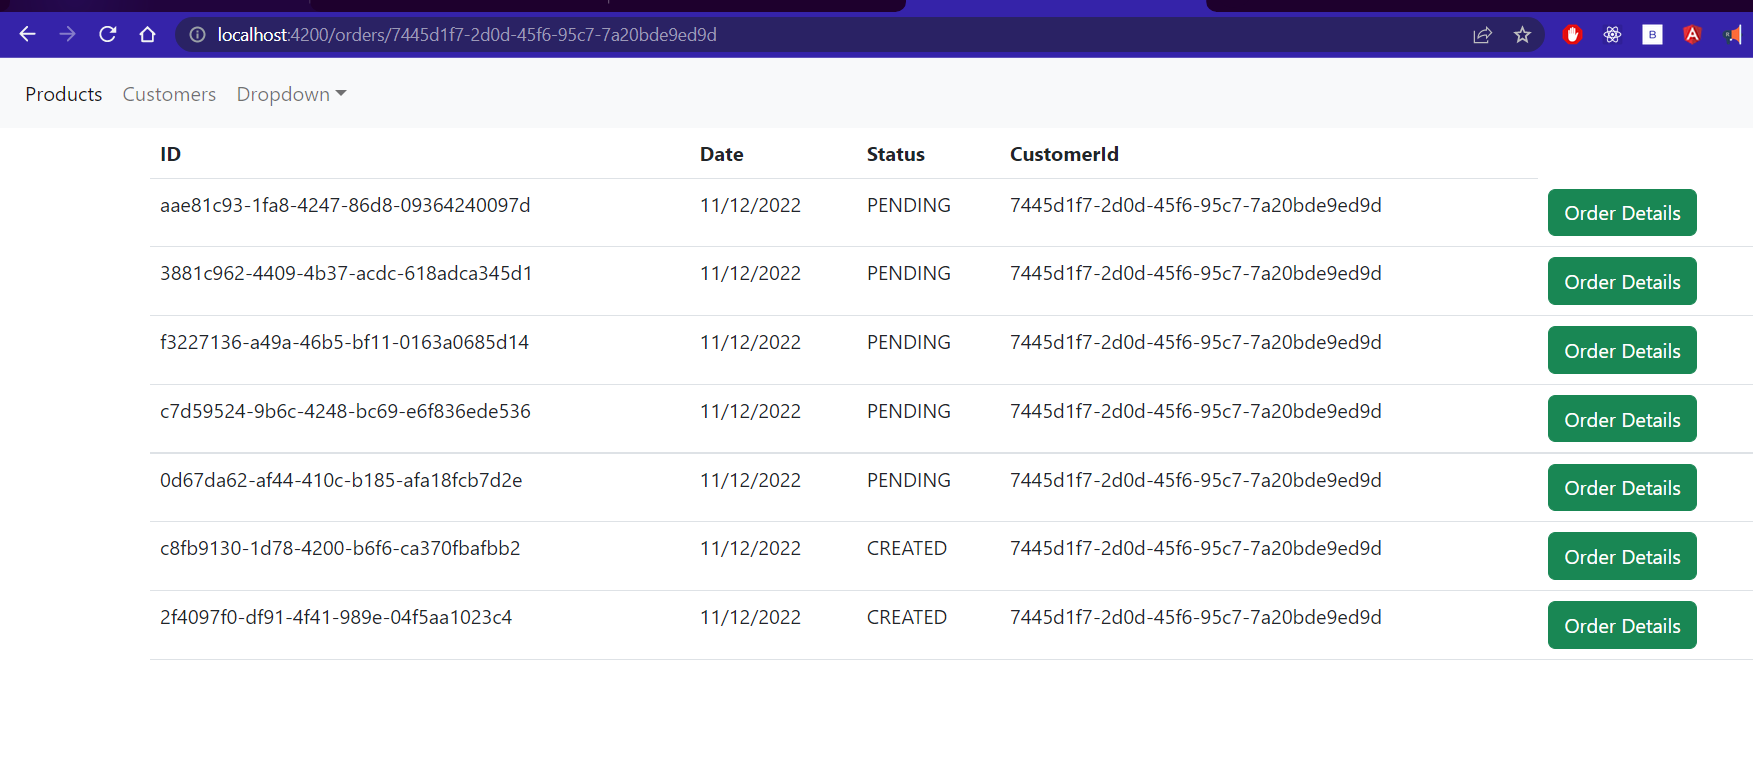 localhost:4200/orders/7445d1f7-2d0d-45f6-95c7-7a20bde9ed9d
B
A
Products Customers Dropdown
ID Date Status CustomerId
aae81c93-1fa8-4247-86d8-09364240097d 11/12/2022 PENDING 7445d1f7-2d0d-45f6-95c7-7a20bde9ed9d Order Details
3881c962-4409-4b37-acdc-618adca345d1 11/12/2022 PENDING 7445d1f7-2d0d-45f6-95c7-7a20bde9ed9d Order Details
f3227136-a49a-46b5-bf11-0163a0685d14 11/12/2022 PENDING 7445d1f7-2d0d-45f6-95c7-7a20bde9ed9d Order Details
c7d59524-9b6c-4248-bc69-e6f836ede536 11/12/2022 PENDING 7445d1f7-2d0d-45f6-95c7-7a20bde9ed9d Order Details
0d67da62-af44-410c-b185-afa18fcb7d2e 11/12/2022 PENDING 7445d1f7-2d0d-45f6-95c7-7a20bde9ed9d Order Details
c8fb9130-1d78-4200-b6f6-ca370fbafbb2 11/12/2022 CREATED 7445d1f7-2d0d-45f6-95c7-7a20bde9ed9d Order Details
2f4097f0-df91-4f41-989e-04f5aa1023c4 11/12/2022 CREATED 7445d1f7-2d0d-45f6-95c7-7a20bde9ed9d Order Details